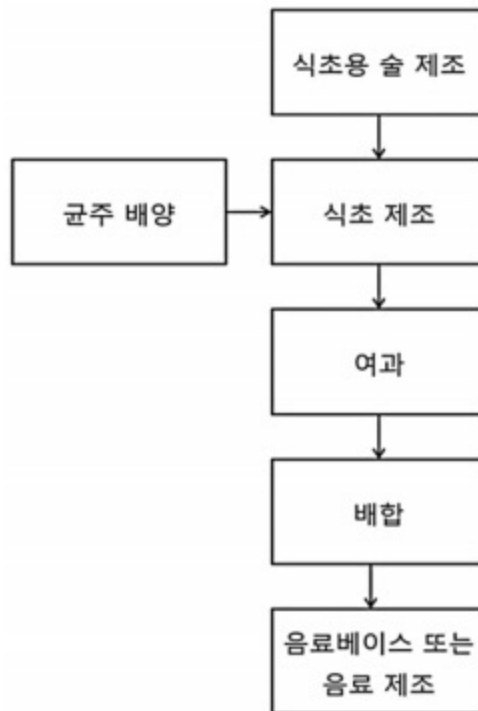 식초용 술 제조
균주 배양
식초 제조
여과
배합
음료베이스 또는
음료 제조